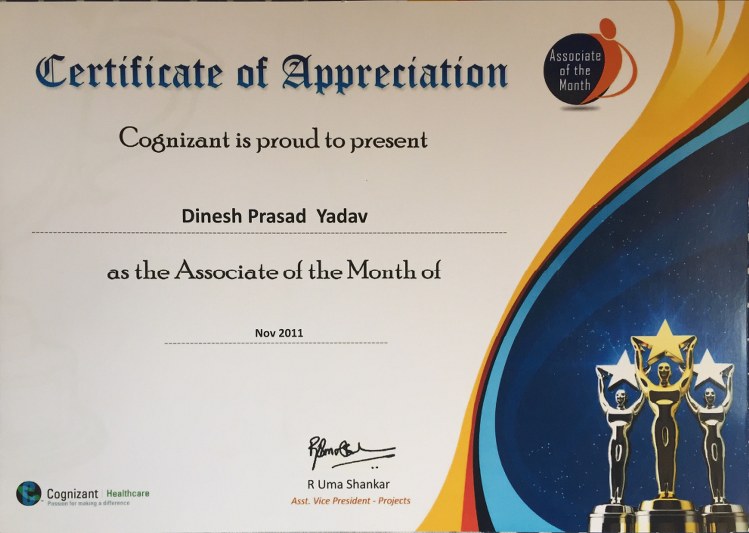 Certificate of Appreciation
Associate
of the
Month
Cognizant is proud to present
Dinesh Prasad Yadav
as the Associate of the Month of
Nov 2011
R Uma Shankar
Asst. Vice President - Projects
Cognizant Healthcare
Passion for making a difference